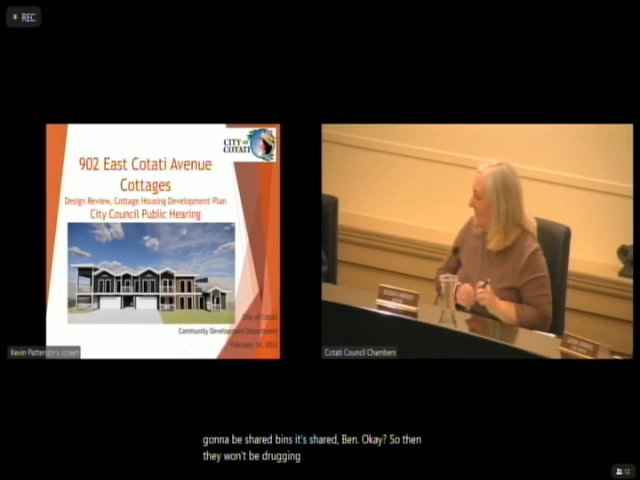 REC
CITY OF
COTATI
902 East Cotati Avenue
Cottages
Design Review, Cottage Housing Development Plan
City Council Public Hearing
City of Cotati
Community Development Department
February 14,
Kevin Patterson's screen
Cotati Council Chambers
gonna be shared bins it's shared, Ben. Okay? So then
they won't be drugging
12